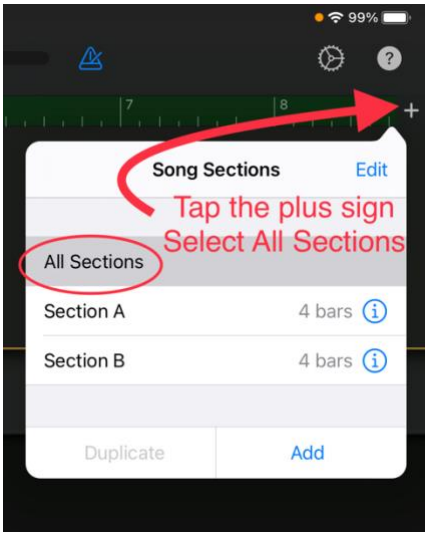 99%
?
7
8
+
Song Sections Edit
Tap the plus sign
Select All Sections
All Sections
Section A 4 bars i
Section B 4 bars i
Duplicate Add